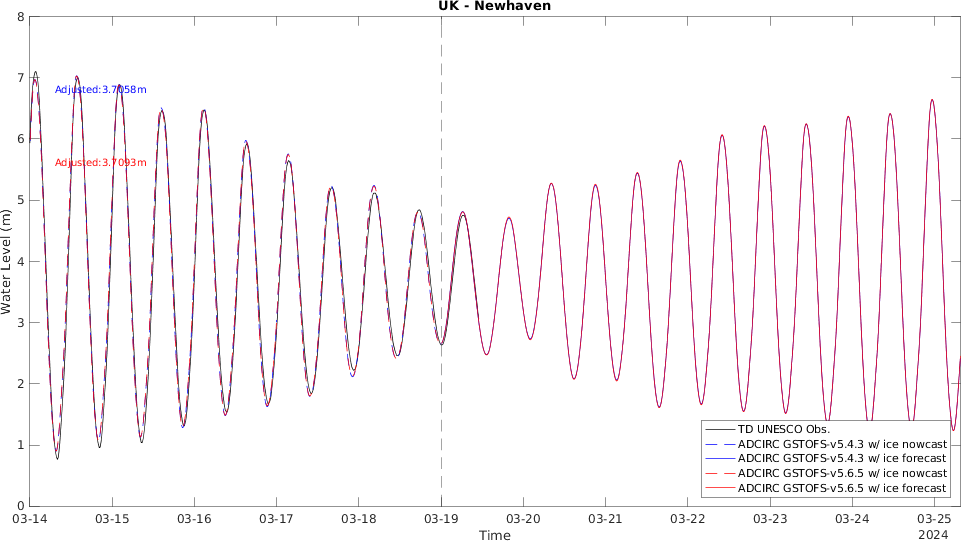 UK - Newhaven
8
7
6
5
4
3
2
1
0
Water Level (m)
Adjusted:3.7058m
Adjusted:3.7093m
TD UNESCO Obs.
ADCIRC GSTOFS-v5.4.3 w/ ice nowcast
ADCIRC GSTOFS-v5.4.3 w/ ice forecast
ADCIRC GSTOFS-v5.6.5 w/ ice nowcast
ADCIRC GSTOFS-v5.6.5 w/ ice forecast
03-14 03-15 03-16 03-17 03-18 03-19 03-20 03-21 03-22 03-23 03-24 03-25
2024
Time